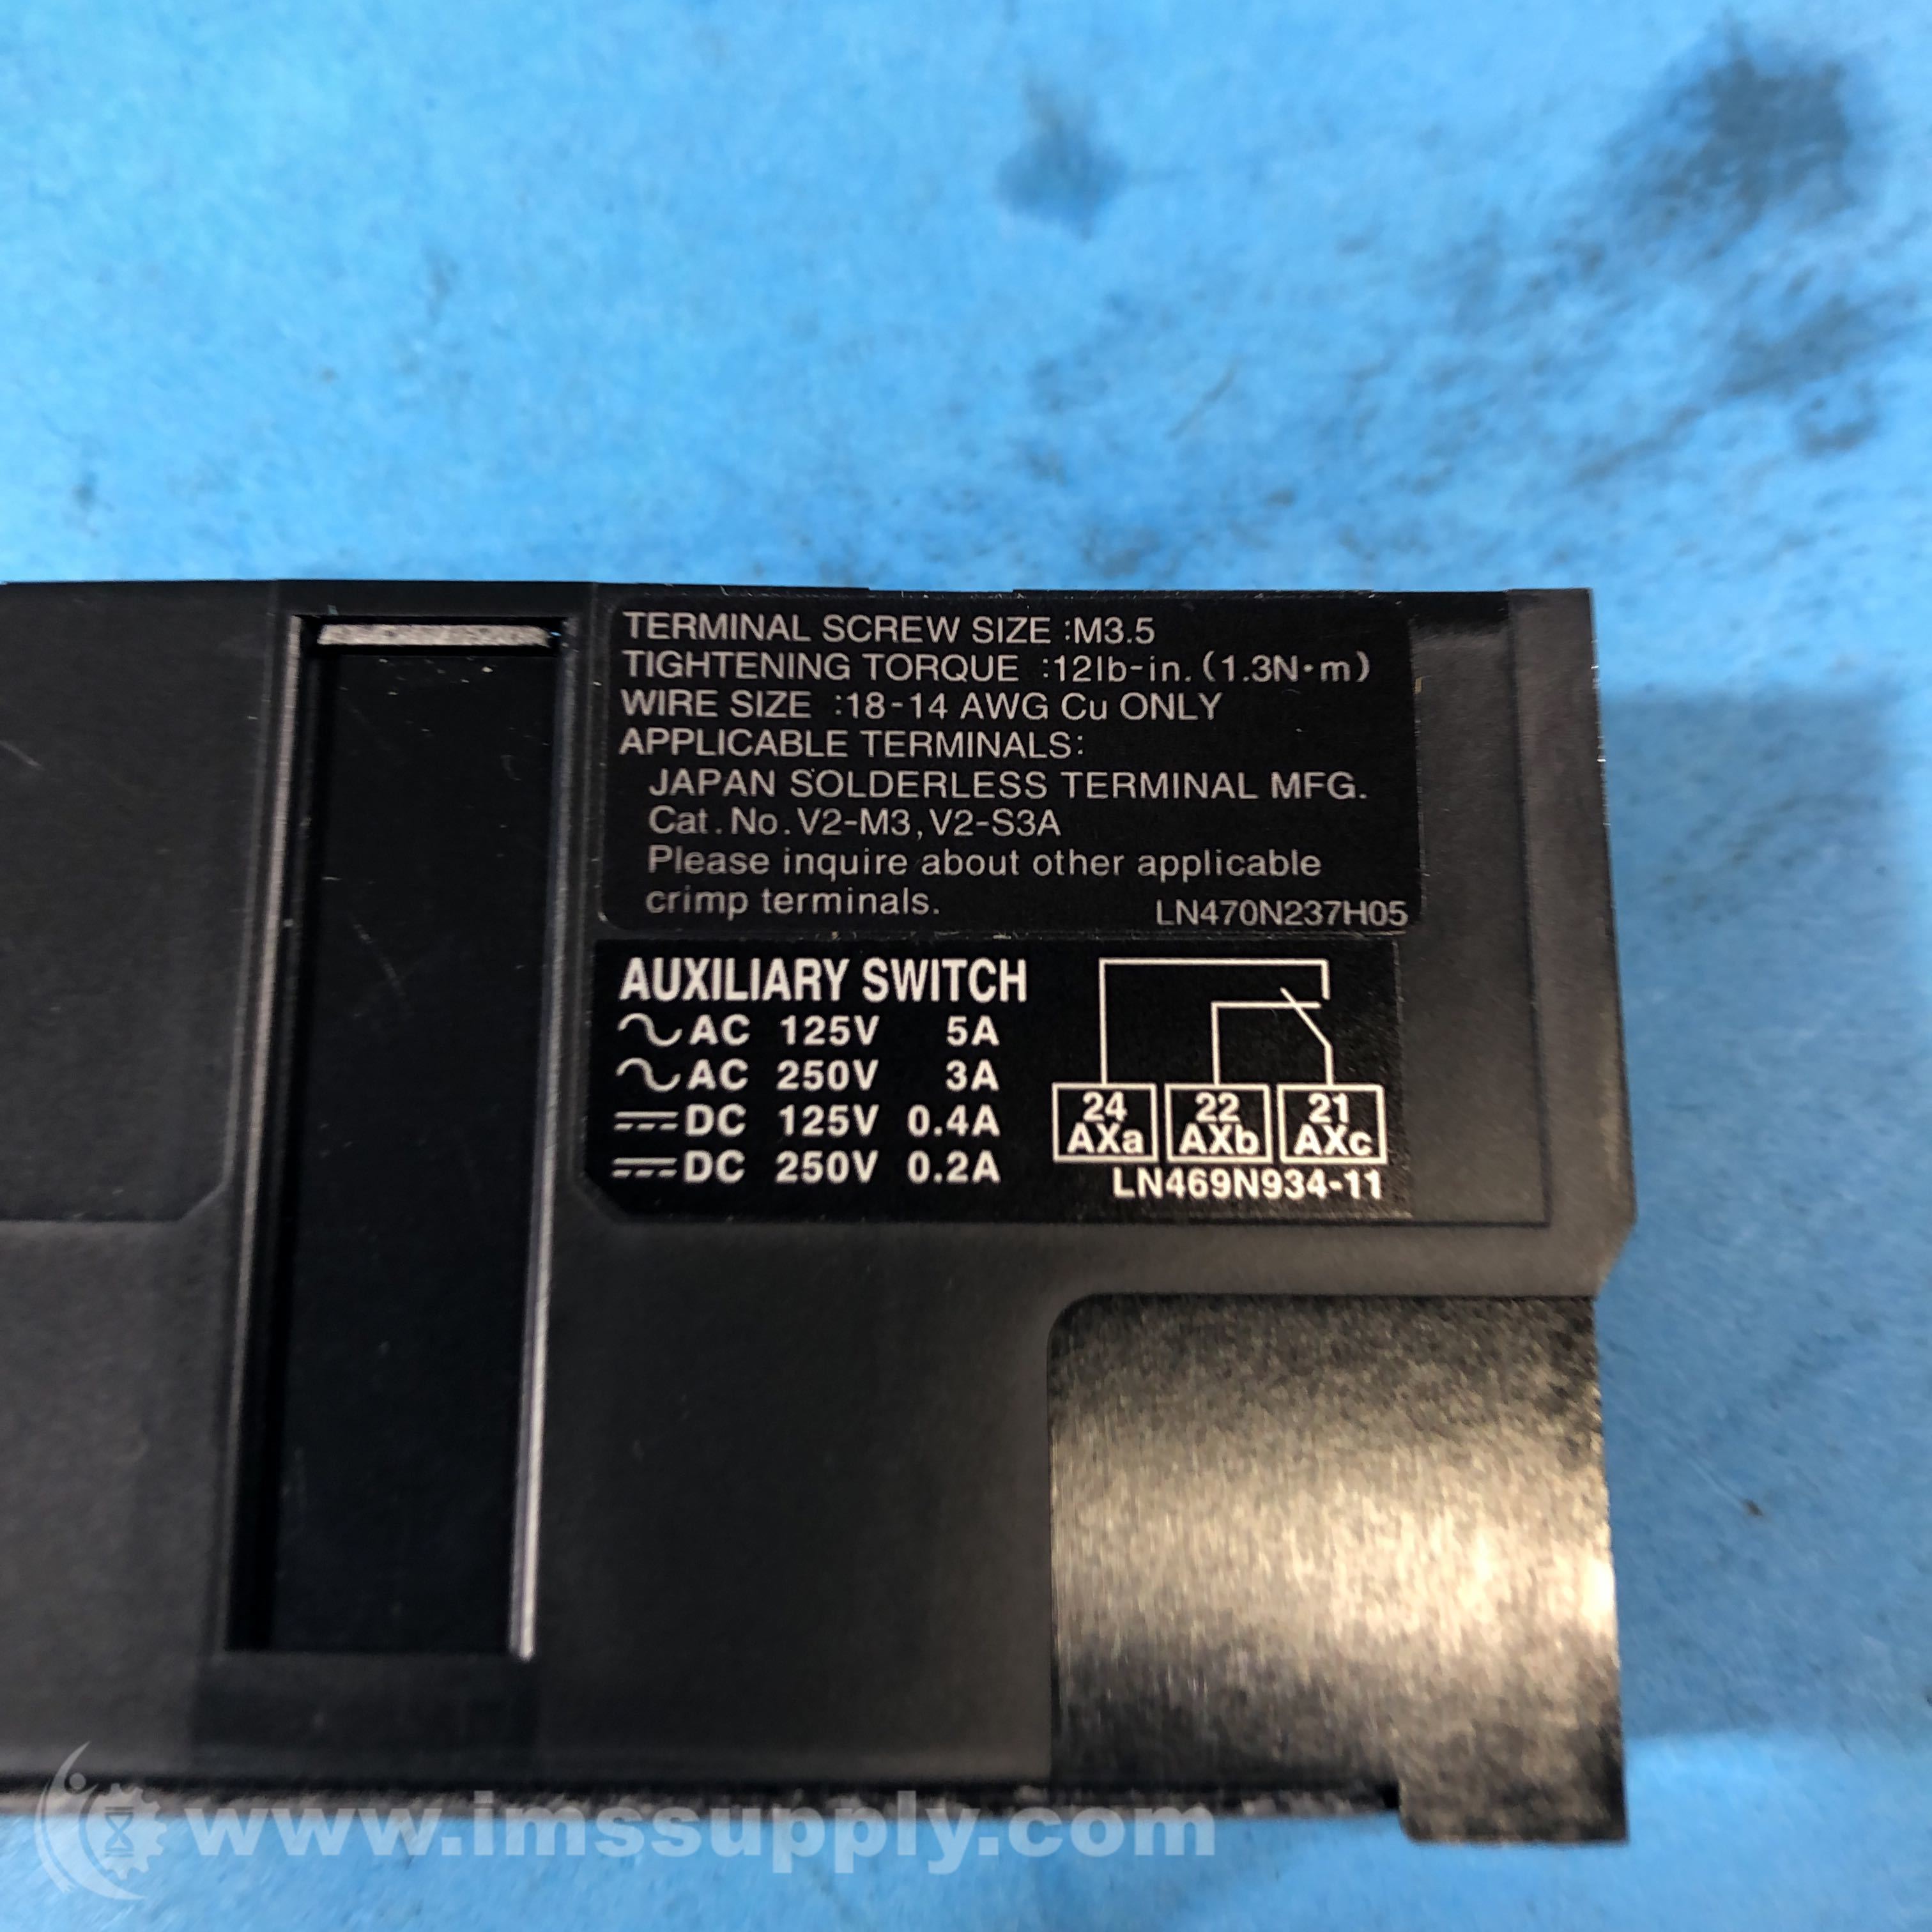 TERMINAL SCREW SIZE :M3.5
TIGHTENING TORQUE :12lb-in.(1.3N·m)
WIRE SIZE :18-14 AWG Cu ONLY
APPLICABLE TERMINALS:
JAPAN SOLDERLESS TERMINAL MFG.
Cat.No.V2-M3,V2-S3A
Please inquire about other applicable
crimp terminals.
LN470N237H05
AUXILIARY SWITCH
AC 125V 5A
AC 250V 3A
DC 125V 0.4A
DC 250V 0.2A
24 22 21
AXa AXb AXc
LN469N934-11
www.imssupply.com